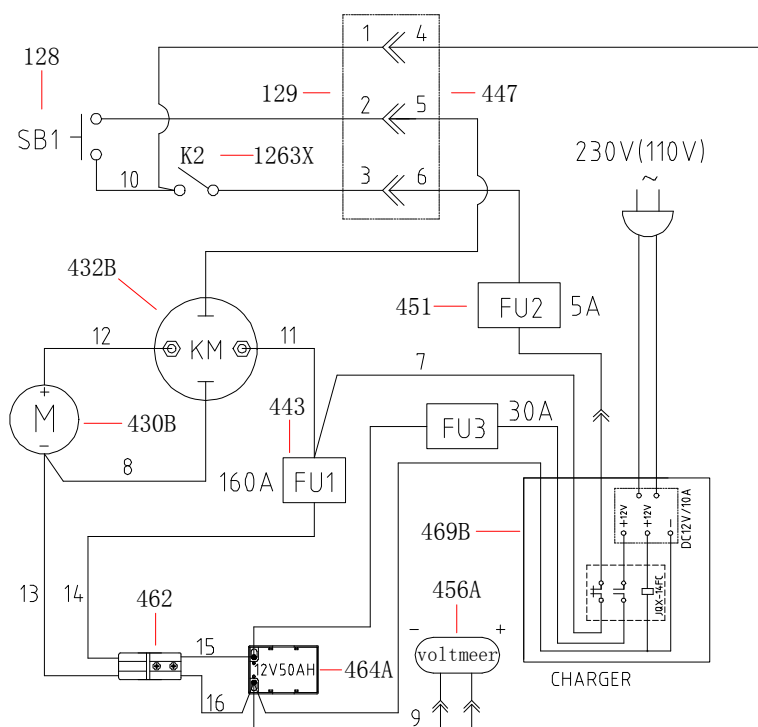 1 4
128
129
2 5
447
SB1
K2
1263X
3 6
10
230V(110V)
~
432B
451
FU2
5A
12
KM
11
7
+
M
-
430B
443
FU3
30A
8
160A
FU1
469B
+12V
+12V
-
DC12V/10A
13
14
462
456A
JQX-14FC
- +
voltmeer
15
12V50AH
464A
CHARGER
16
9